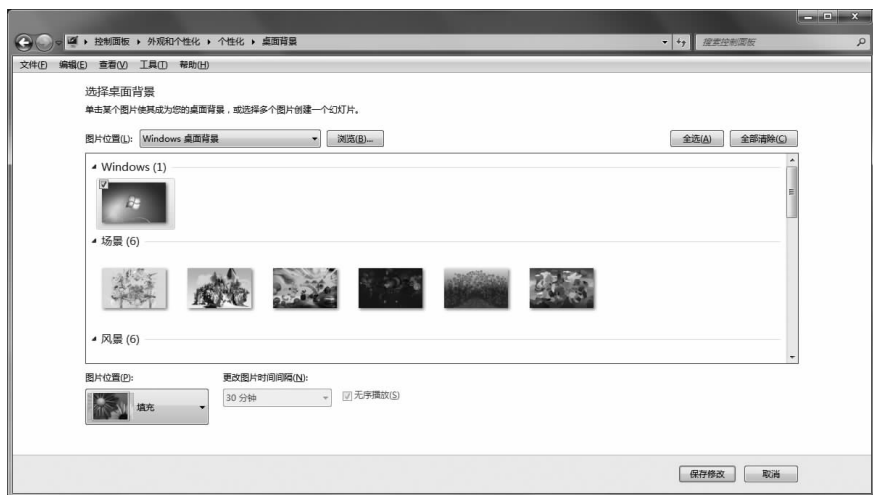 控制面板 ▸ 外观和个性化 ▸ 个性化 ▸ 桌面背景
搜索控制面板
文件(F) 编辑(E) 查看(V) 工具(T) 帮助(H)
选择桌面背景
单击某个图片使其成为您的桌面背景，或选择多个图片创建一个幻灯片。
图片位置(L): Windows 桌面背景 浏览(B)... 全选(A) 全部清除(C)
Windows (1)
场景 (6)
风景 (6)
图片位置(P): 更改图片时间间隔(N):
填充 30 分钟 无序播放(S)
保存修改 取消